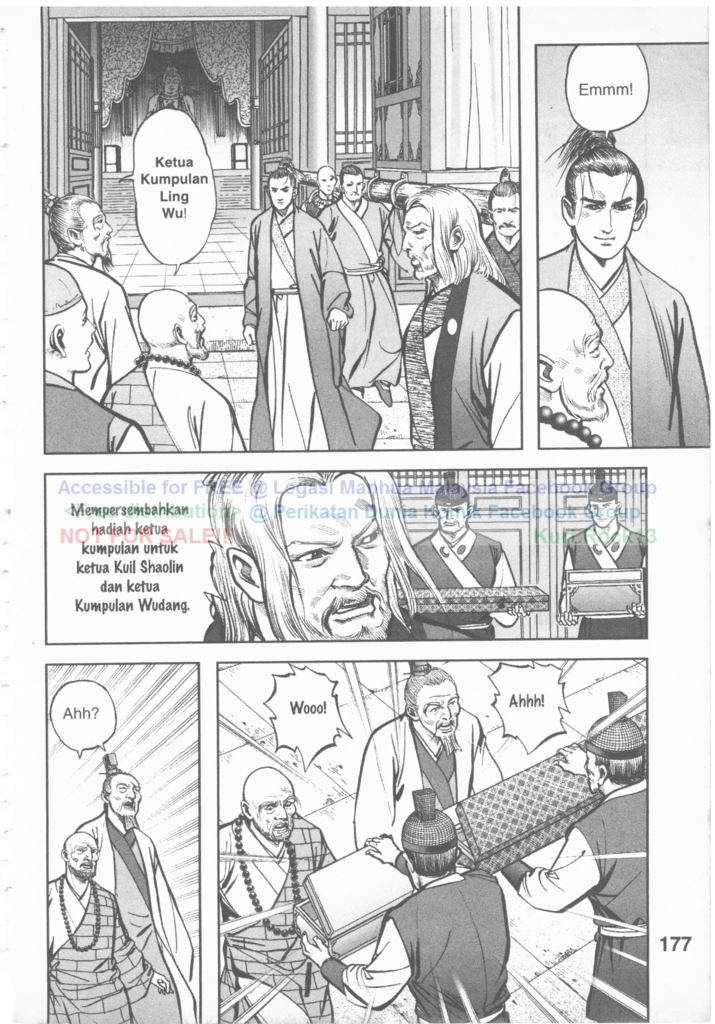 Ketua
Kumpulan
Ling
Wu!
Emmm!
Accessible for FREE @ Legasi Manhua Malaysia Facebook Group
@ Perikatan Dunia Komik Facebook Group
NOT FOR SALE!!!
Mempersembahkan
hadiah ketua
kumpulan untuk
ketua Kuil Shaolin
dan ketua
Kumpulan Wudang.
Ahh?
Wooo!
Ahhh!
177